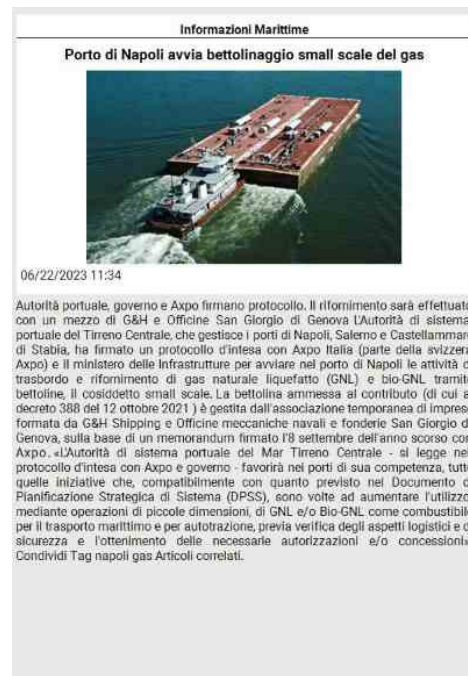 Informazioni Marittime
Porto di Napoli avvia bettolinaggio small scale del gas
06/22/2023 11:34
Autorità portuale, governo e Axpo firmano protocollo. Il rifornimento sarà effettuato
con un mezzo di G&H e Officine San Giorgio di Genova L'Autorità di sistema
portuale del Tirreno Centrale, che gestisce i porti di Napoli, Salerno e Castellammare
di Stabia, ha firmato un protocollo d'intesa con Axpo Italia (parte della svizzera
Axpo) e il ministero delle Infrastrutture per avviare nel porto di Napoli le attività d
trasbordo e rifornimento di gas naturale liquefatto (GNL) e bio-GNL tramite
bettoline, il cosiddetto small scale. La bettolina ammessa al contributo (di cui a
decreto 388 del 12 ottobre 2021 ) è gestita dall'associazione temporanea di imprese
formata da G&H Shipping e Officine meccaniche navali e fonderie San Giorgio d
Genova, sulla base di un memorandum firmato l'8 settembre dell'anno scorso con
Axpo. «L'Autorità di sistema portuale del Mar Tirreno Centrale - si legge nel
protocollo d'intesa con Axpo e governo - favorirà nei porti di sua competenza, tutte
quelle iniziative che, compatibilmente con quanto previsto nel Documento d
Pianificazione Strategica di Sistema (DPSS), sono volte ad aumentare l'utilizzo
mediante operazioni di piccole dimensioni, di GNL e/o Bio-GNL come combustibile
per il trasporto marittimo e per autotrazione, previa verifica degli aspetti logistici e d
sicurezza e l'ottenimento delle necessarie autorizzazioni e/o concessioni»
Condividi Tag napoli gas Articoli correlati.